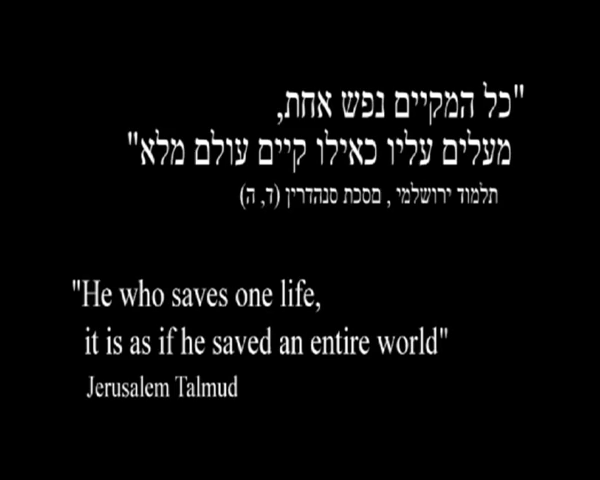 "כל המקיים נפש אחת,
מעלים עליו כאילו קיים עולם מלא"
תלמוד ירושלמי , מסכת סנהדרין (ד, ה)
"He who saves one life,
it is as if he saved an entire world"
Jerusalem Talmud